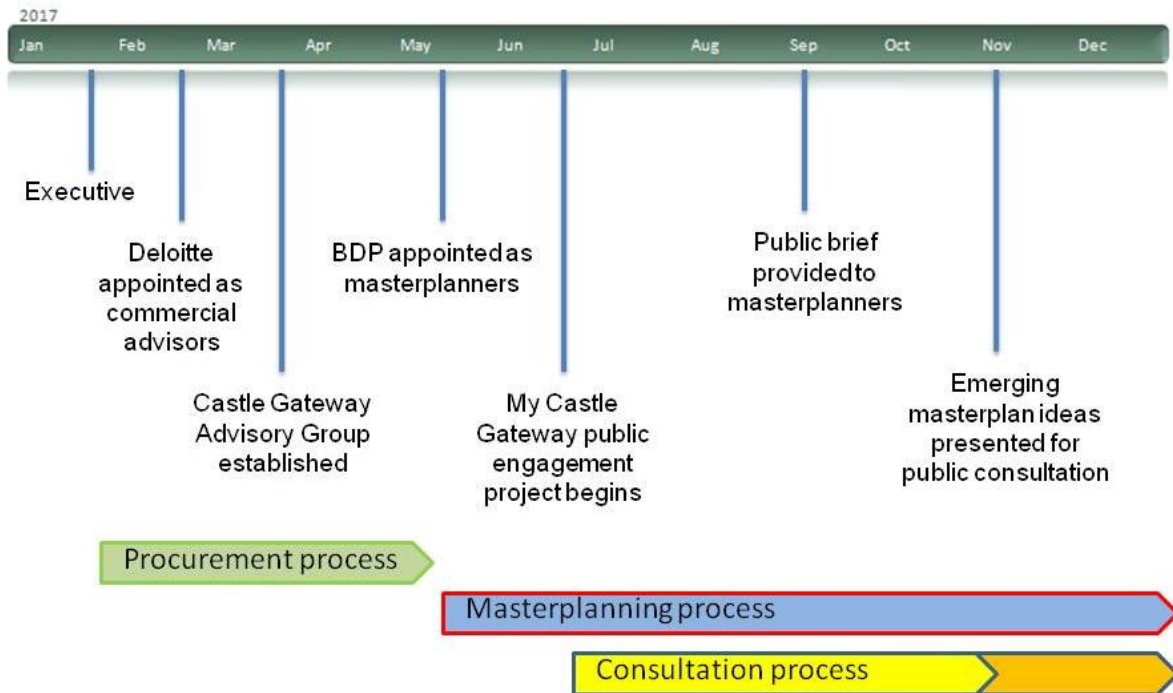 2017
Jan Feb Mar Apr May Jun Jul Aug Sep Oct Nov Dec
Executive
Deloitte
appointed as
commercial
advisors
Castle Gateway
Advisory Group
established
BDP appointed as
masterplanners
My Castle
Gateway public
engagement
project begins
Public brief
provided to
masterplanners
Emerging
masterplan ideas
presented for
public consultation
Procurement process
Masterplanning process
Consultation process